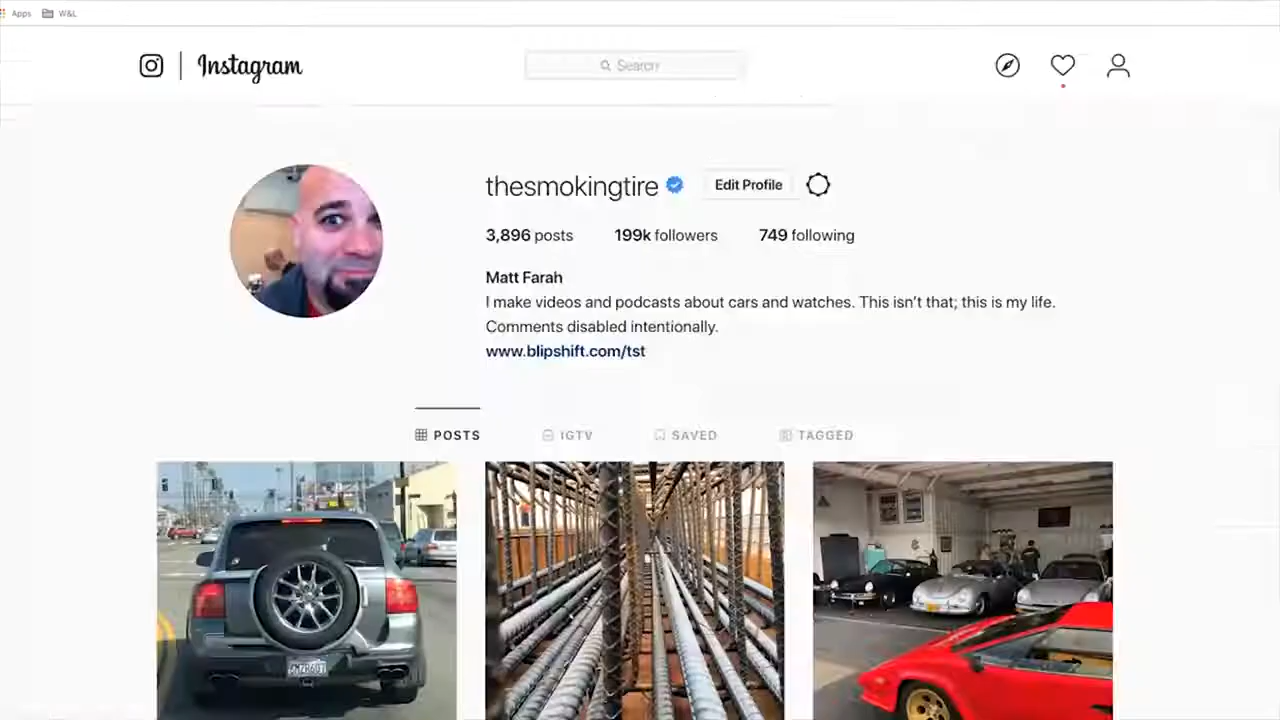 Apps W&L
Instagram
Search
thesmokingtire Edit Profile
3,896 posts 199k followers 749 following
Matt Farah
I make videos and podcasts about cars and watches. This isn't that; this is my life.
Comments disabled intentionally.
www.blipshift.com/tst
POSTS IGTV SAVED TAGGED